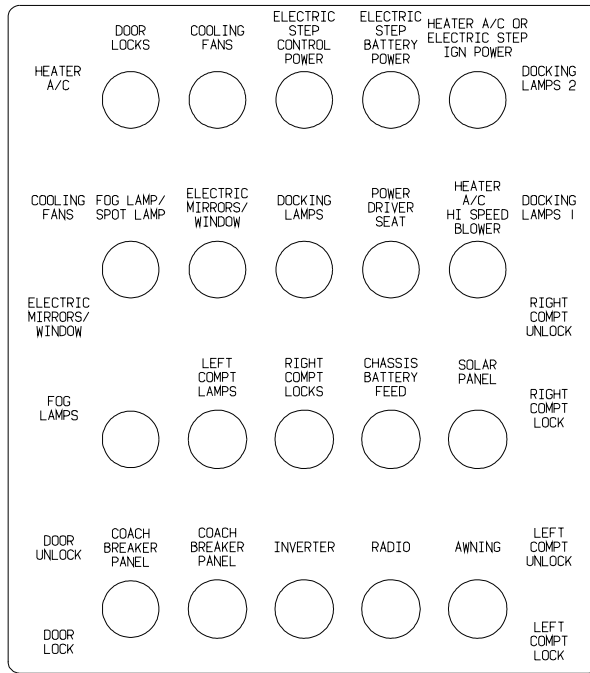 DOOR
LOCKS
COOLING
FANS
ELECTRIC
STEP
CONTROL
POWER
ELECTRIC
STEP
BATTERY
POWER
HEATER A/C OR
ELECTRIC STEP
IGN POWER
HEATER
A/C
DOCKING
LAMPS 2
COOLING
FANS
FOG LAMP/
SPOT LAMP
ELECTRIC
MIRRORS/
WINDOW
DOCKING
LAMPS
POWER
DRIVER
SEAT
HEATER
A/C
HI SPEED
BLOWER
DOCKING
LAMPS 1
ELECTRIC
MIRRORS/
WINDOW
RIGHT
COMPT
UNLOCK
FOG
LAMPS
LEFT
COMPT
LAMPS
RIGHT
COMPT
LOCKS
CHASSIS
BATTERY
FEED
SOLAR
PANEL
RIGHT
COMPT
LOCK
DOOR
UNLOCK
COACH
BREAKER
PANEL
COACH
BREAKER
PANEL
INVERTER
RADIO
AWNING
LEFT
COMPT
UNLOCK
DOOR
LOCK
LEFT
COMPT
LOCK